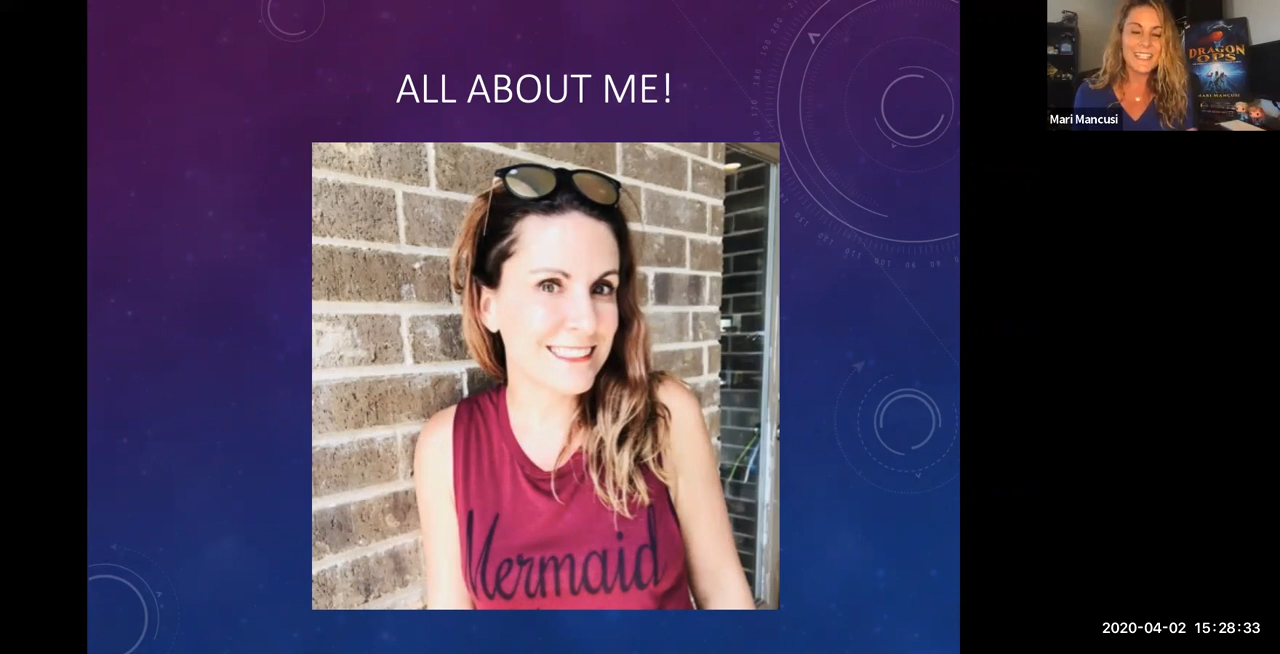 ALL ABOUT ME!
Mermaid
DRAGON
OPS
MARI MANCUSI
Mari Mancusi
2020-04-02 15:28:33